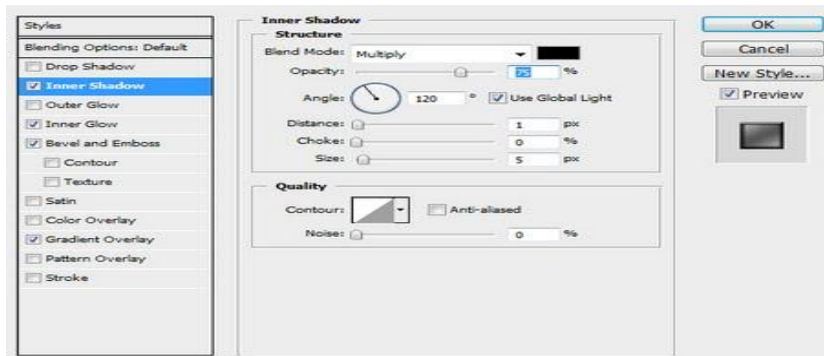 Styles
Blending Options: Default
Drop Shadow
Inner Shadow
Outer Glow
Inner Glow
Bevel and Emboss
Contour
Texture
Satin
Color Overlay
Gradient Overlay
Pattern Overlay
Stroke
Inner Shadow
Structure
Blend Mode: Multiply
Opacity: 75 %
Angle: 120 ° Use Global Light
Distance: 1 px
Choke: 0 %
Size: 5 px
Quality
Contour: Anti-aliased
Noise: 0 %
OK
Cancel
New Style...
Preview